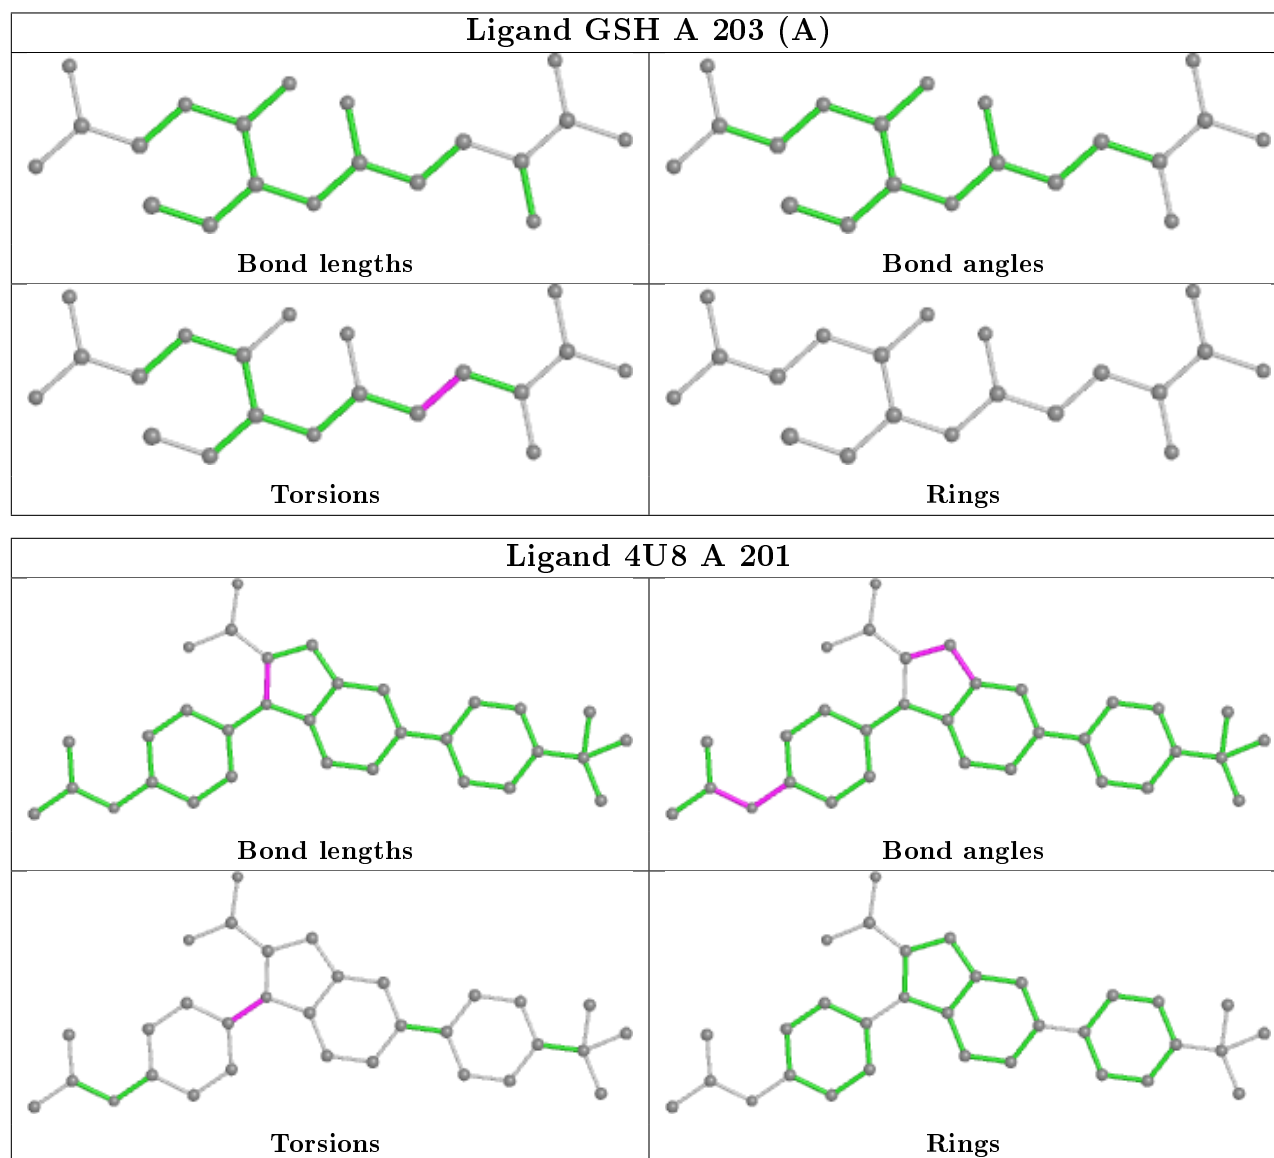 Ligand GSH A 203 (A)
Bond lengths
Bond angles
Torsions
Rings
Ligand 4U8 A 201
Bond lengths
Bond angles
Torsions
Rings